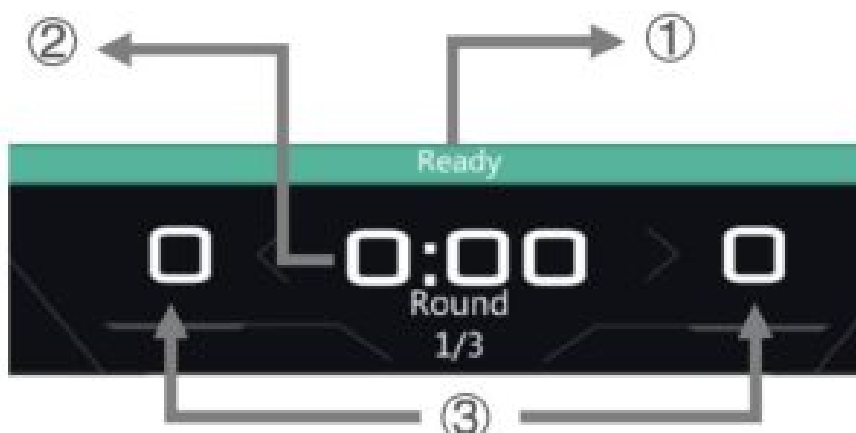 ② ①
Ready
0 0:00 0
Round
1/3
③